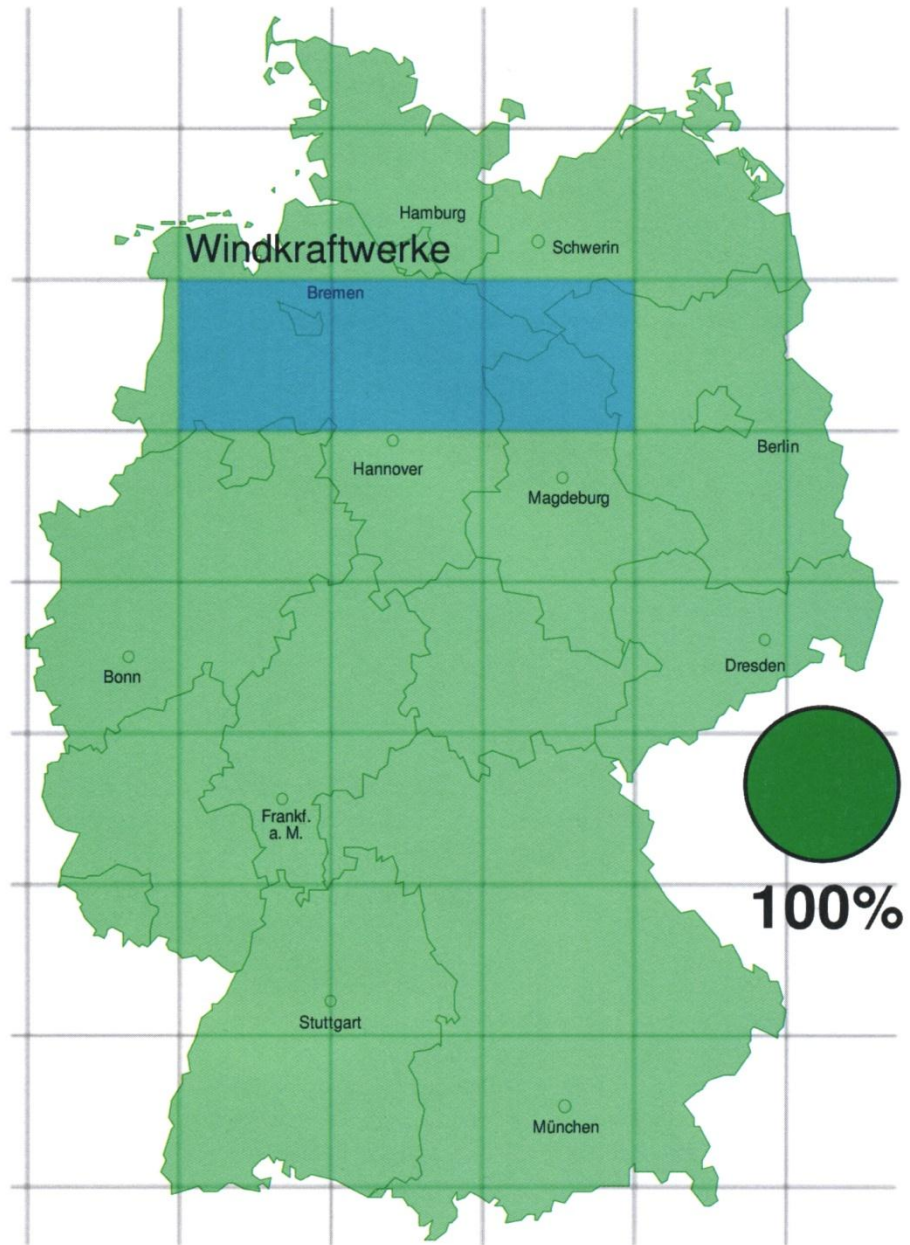 Hamburg
Schwerin
Windkraftwerke
Bremen
Berlin
Hannover
Magdeburg
Dresden
Bonn
Frankf.
a. M.
100%
Stuttgart
München